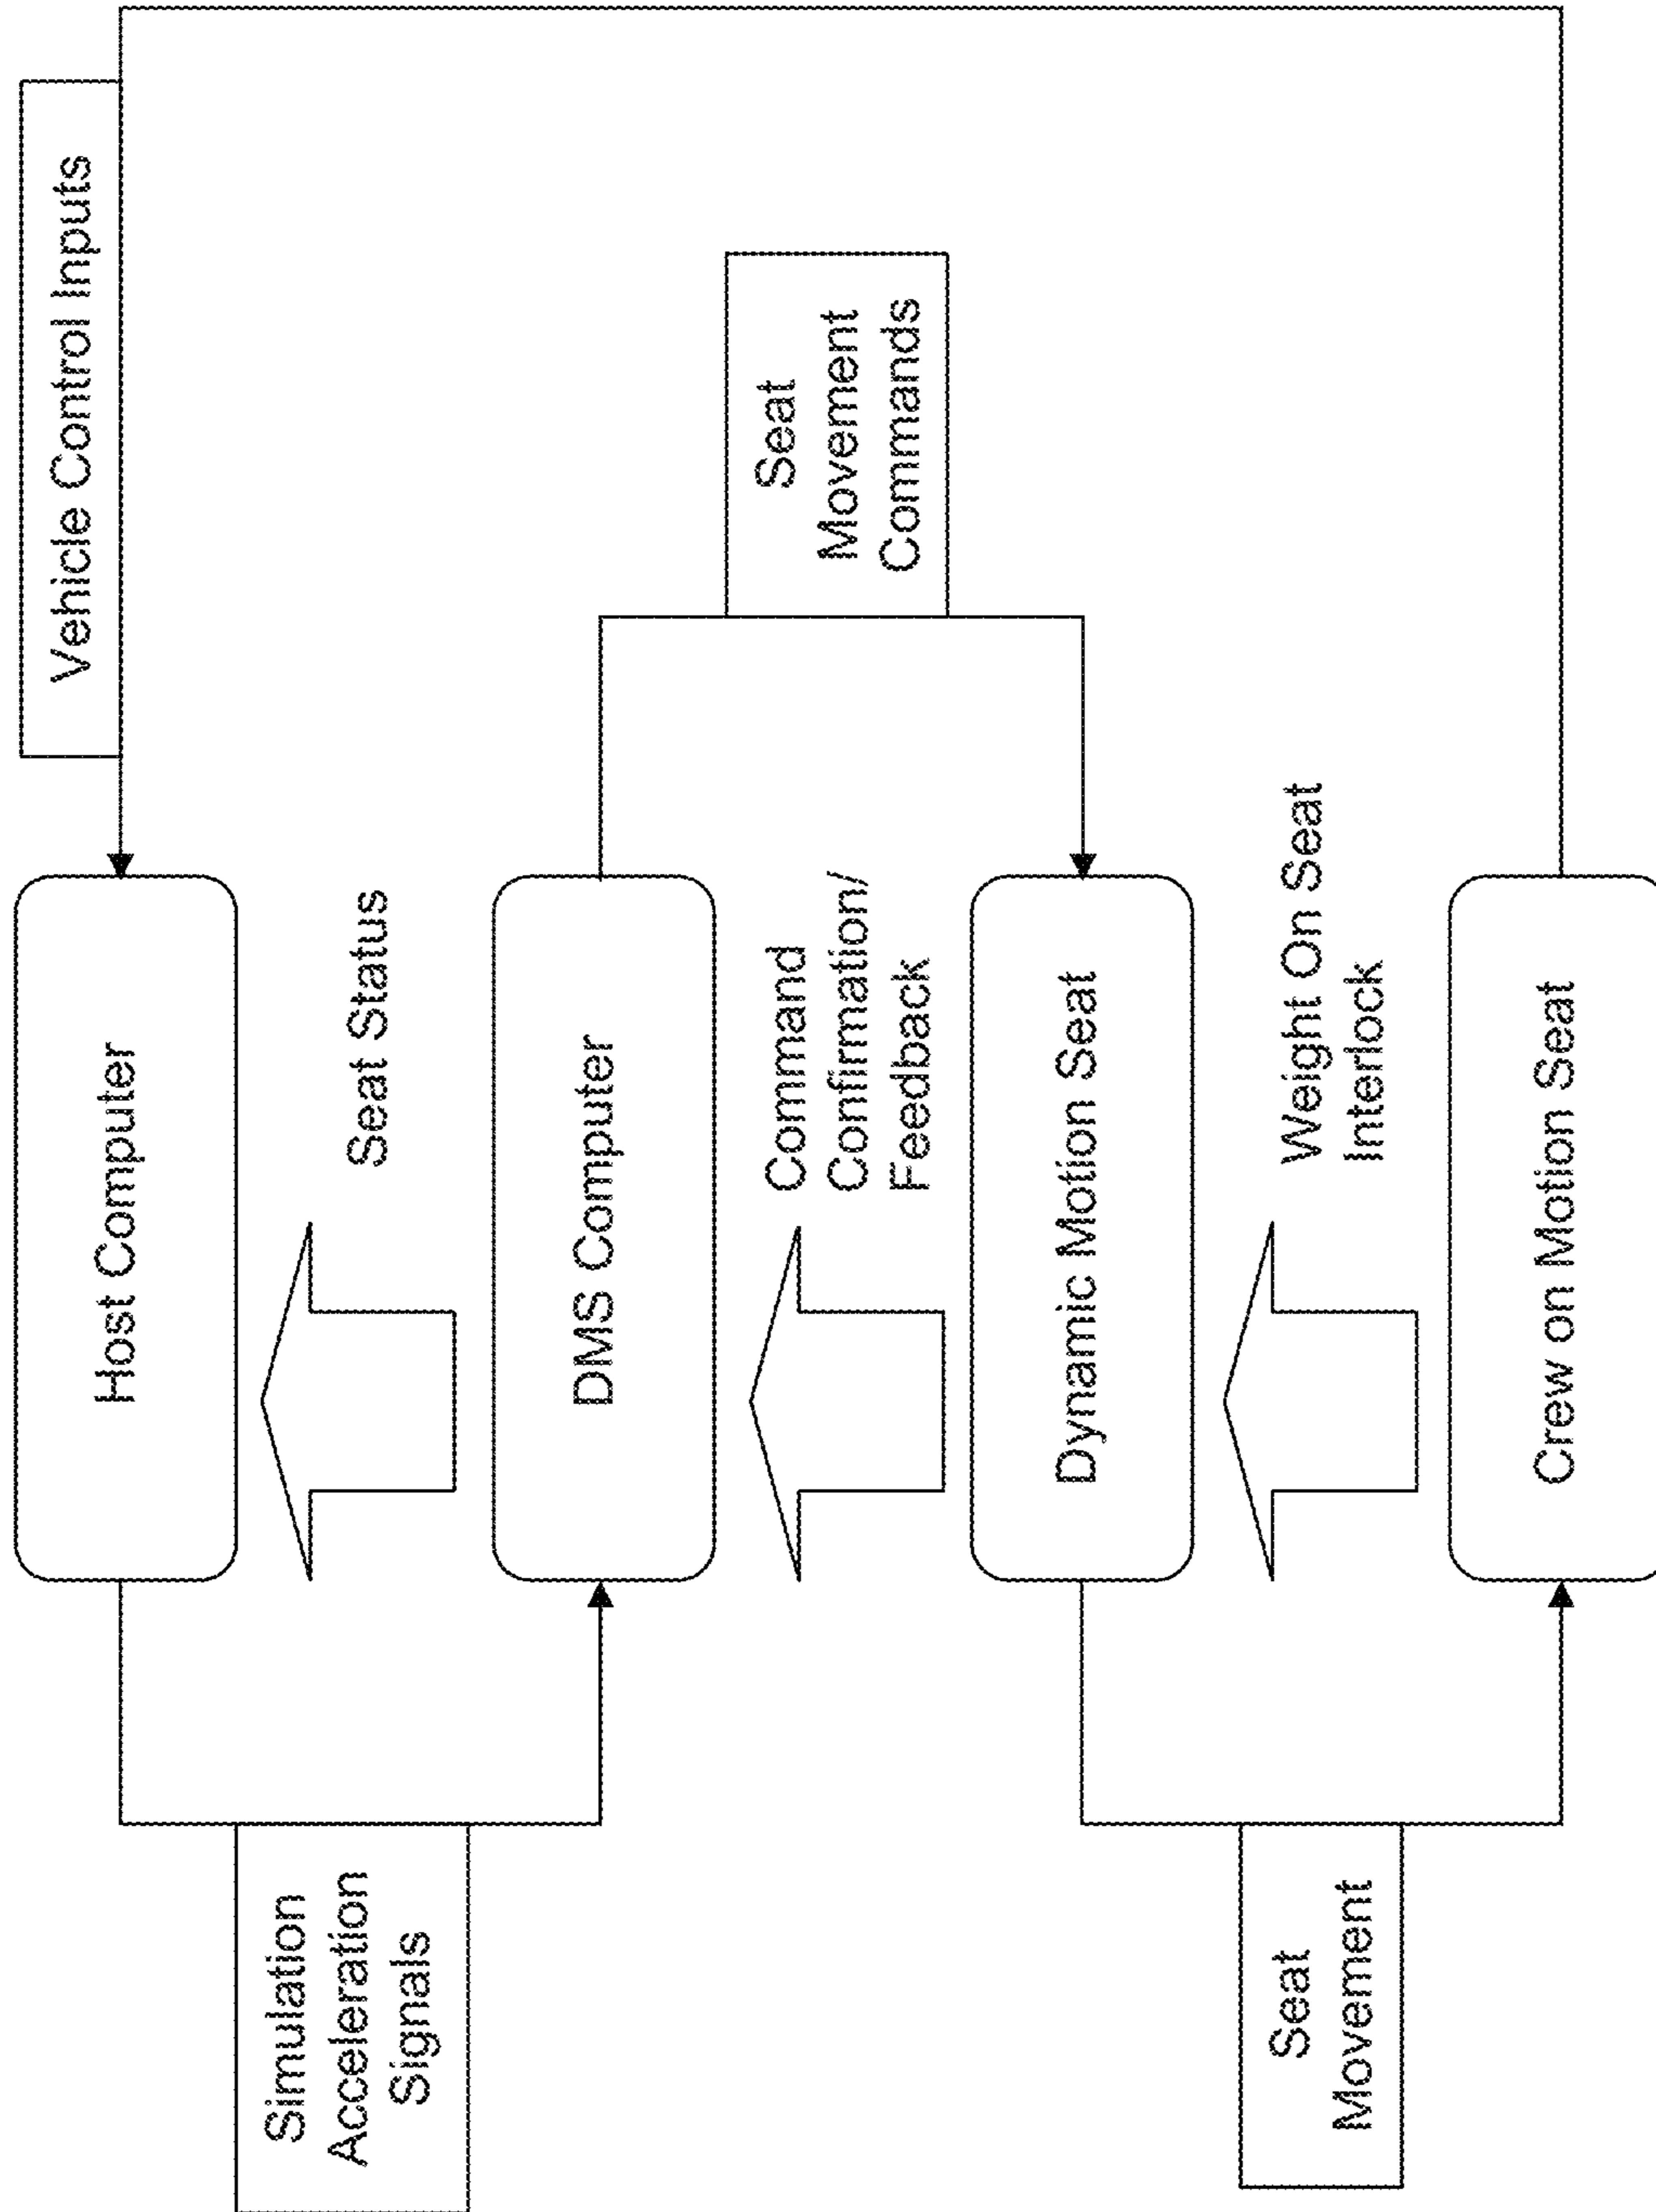 Vehicle Control Inputs
Host Computer
Simulation
Acceleration
Signals
Seat Status
DMS Computer
Seat
Movement
Commands
Command
Confirmation/
Feedback
Dynamic Motion Seat
Weight On Seat
Interlock
Seat
Movement
Crew on Motion Seat